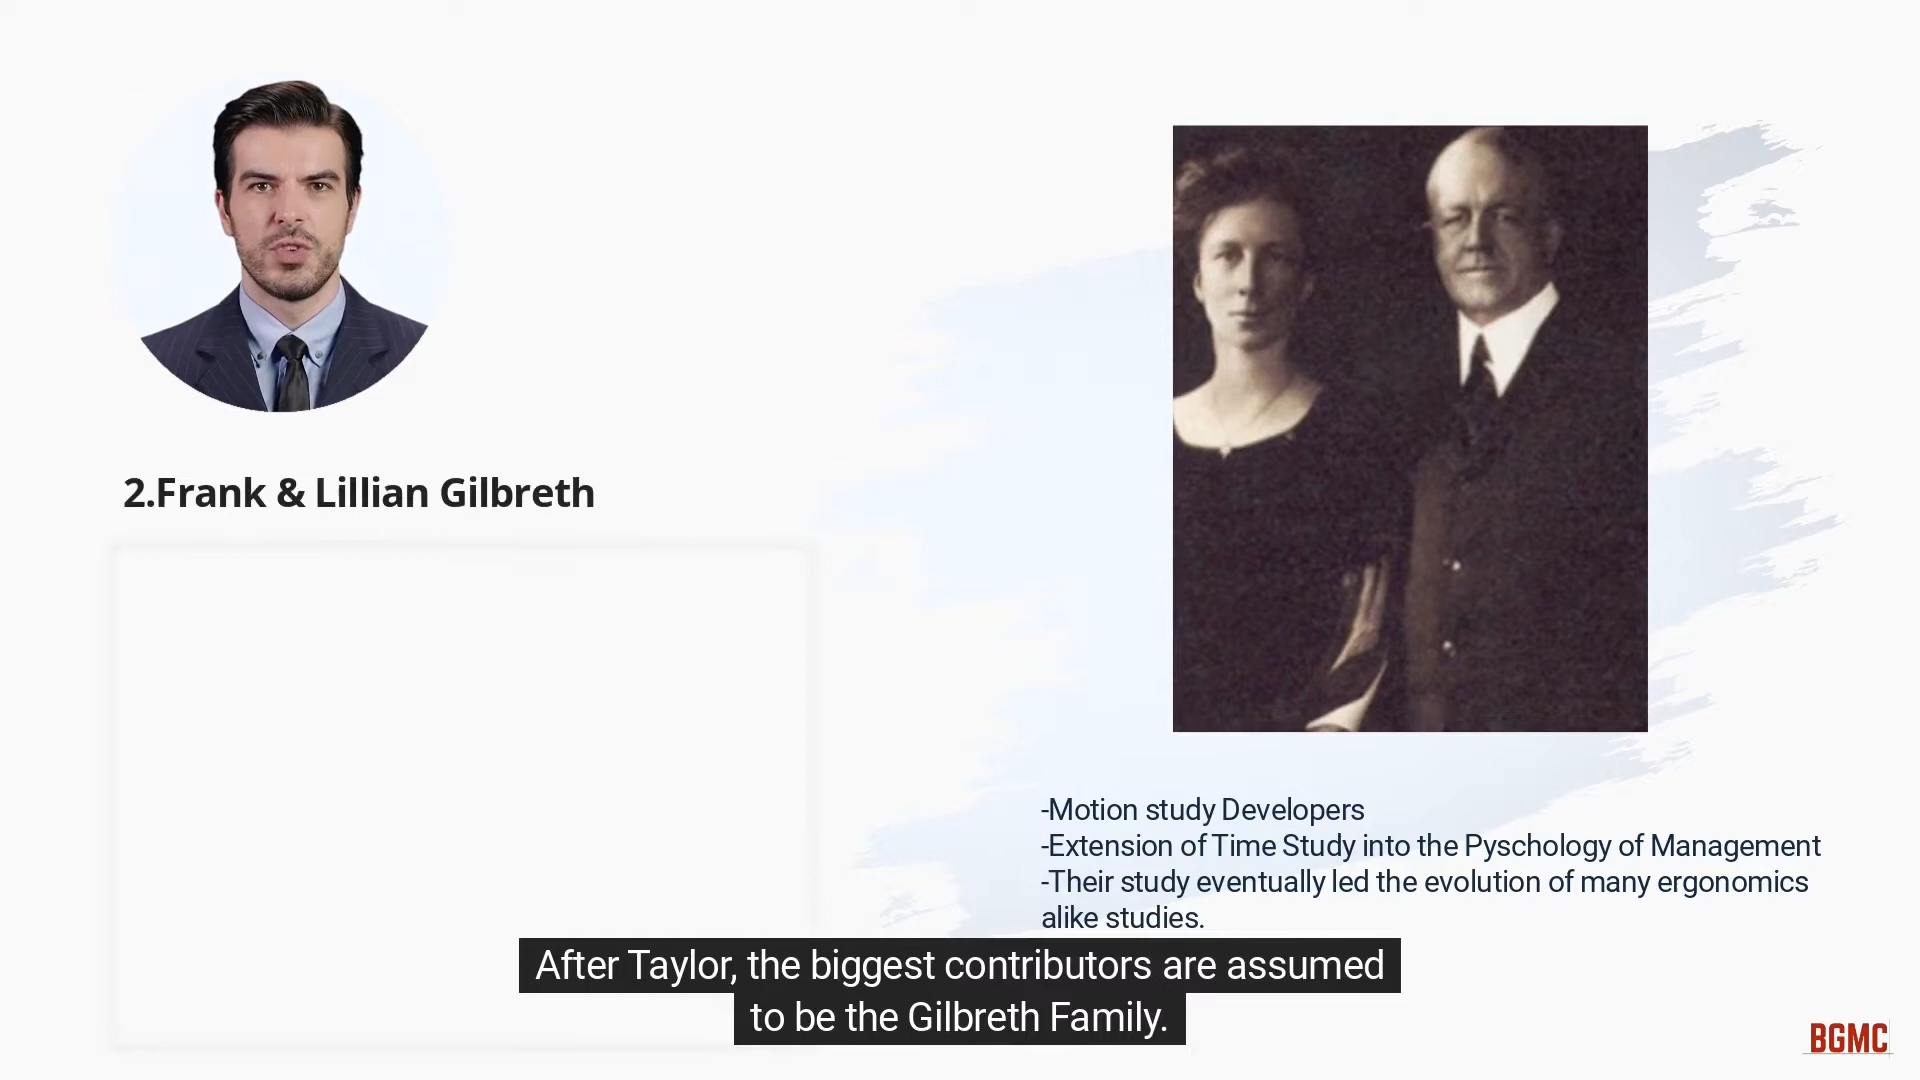 2.Frank & Lillian Gilbreth
-Motion study Developers
-Extension of Time Study into the Pyschology of Management
-Their study eventually led the evolution of many ergonomics
alike studies.
After Taylor, the biggest contributors are assumed
to be the Gilbreth Family.
BGMC